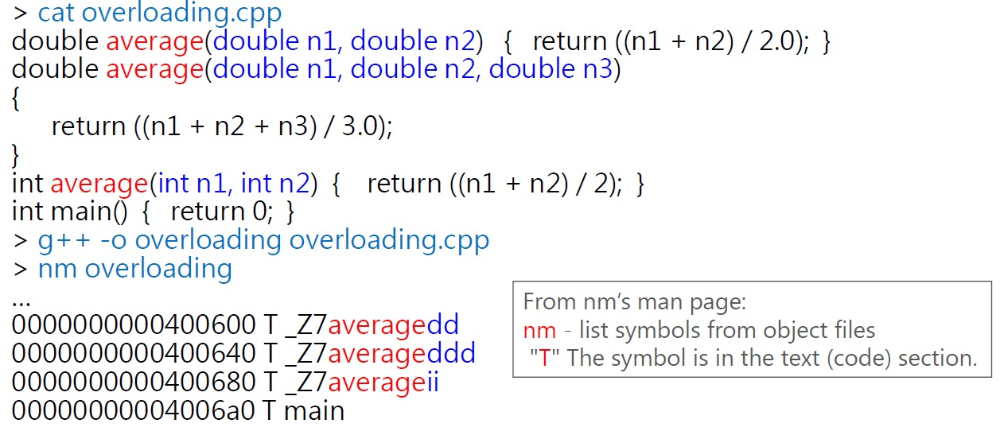 > cat overloading.cpp
double average(double n1, double n2) { return ((n1 + n2) / 2.0); }
double average(double n1, double n2, double n3)
{
return ((n1 + n2 + n3) / 3.0);
}
int average(int n1, int n2) { return ((n1 + n2) / 2); }
int main() { return 0; }
> g++ -o overloading overloading.cpp
> nm overloading
...
0000000000400600 T _Z7averagedd
0000000000400640 T _Z7averageddd
0000000000400680 T _Z7averageii
00000000004006a0 T main
From nm's man page:
nm - list symbols from object files
"T" The symbol is in the text (code) section.